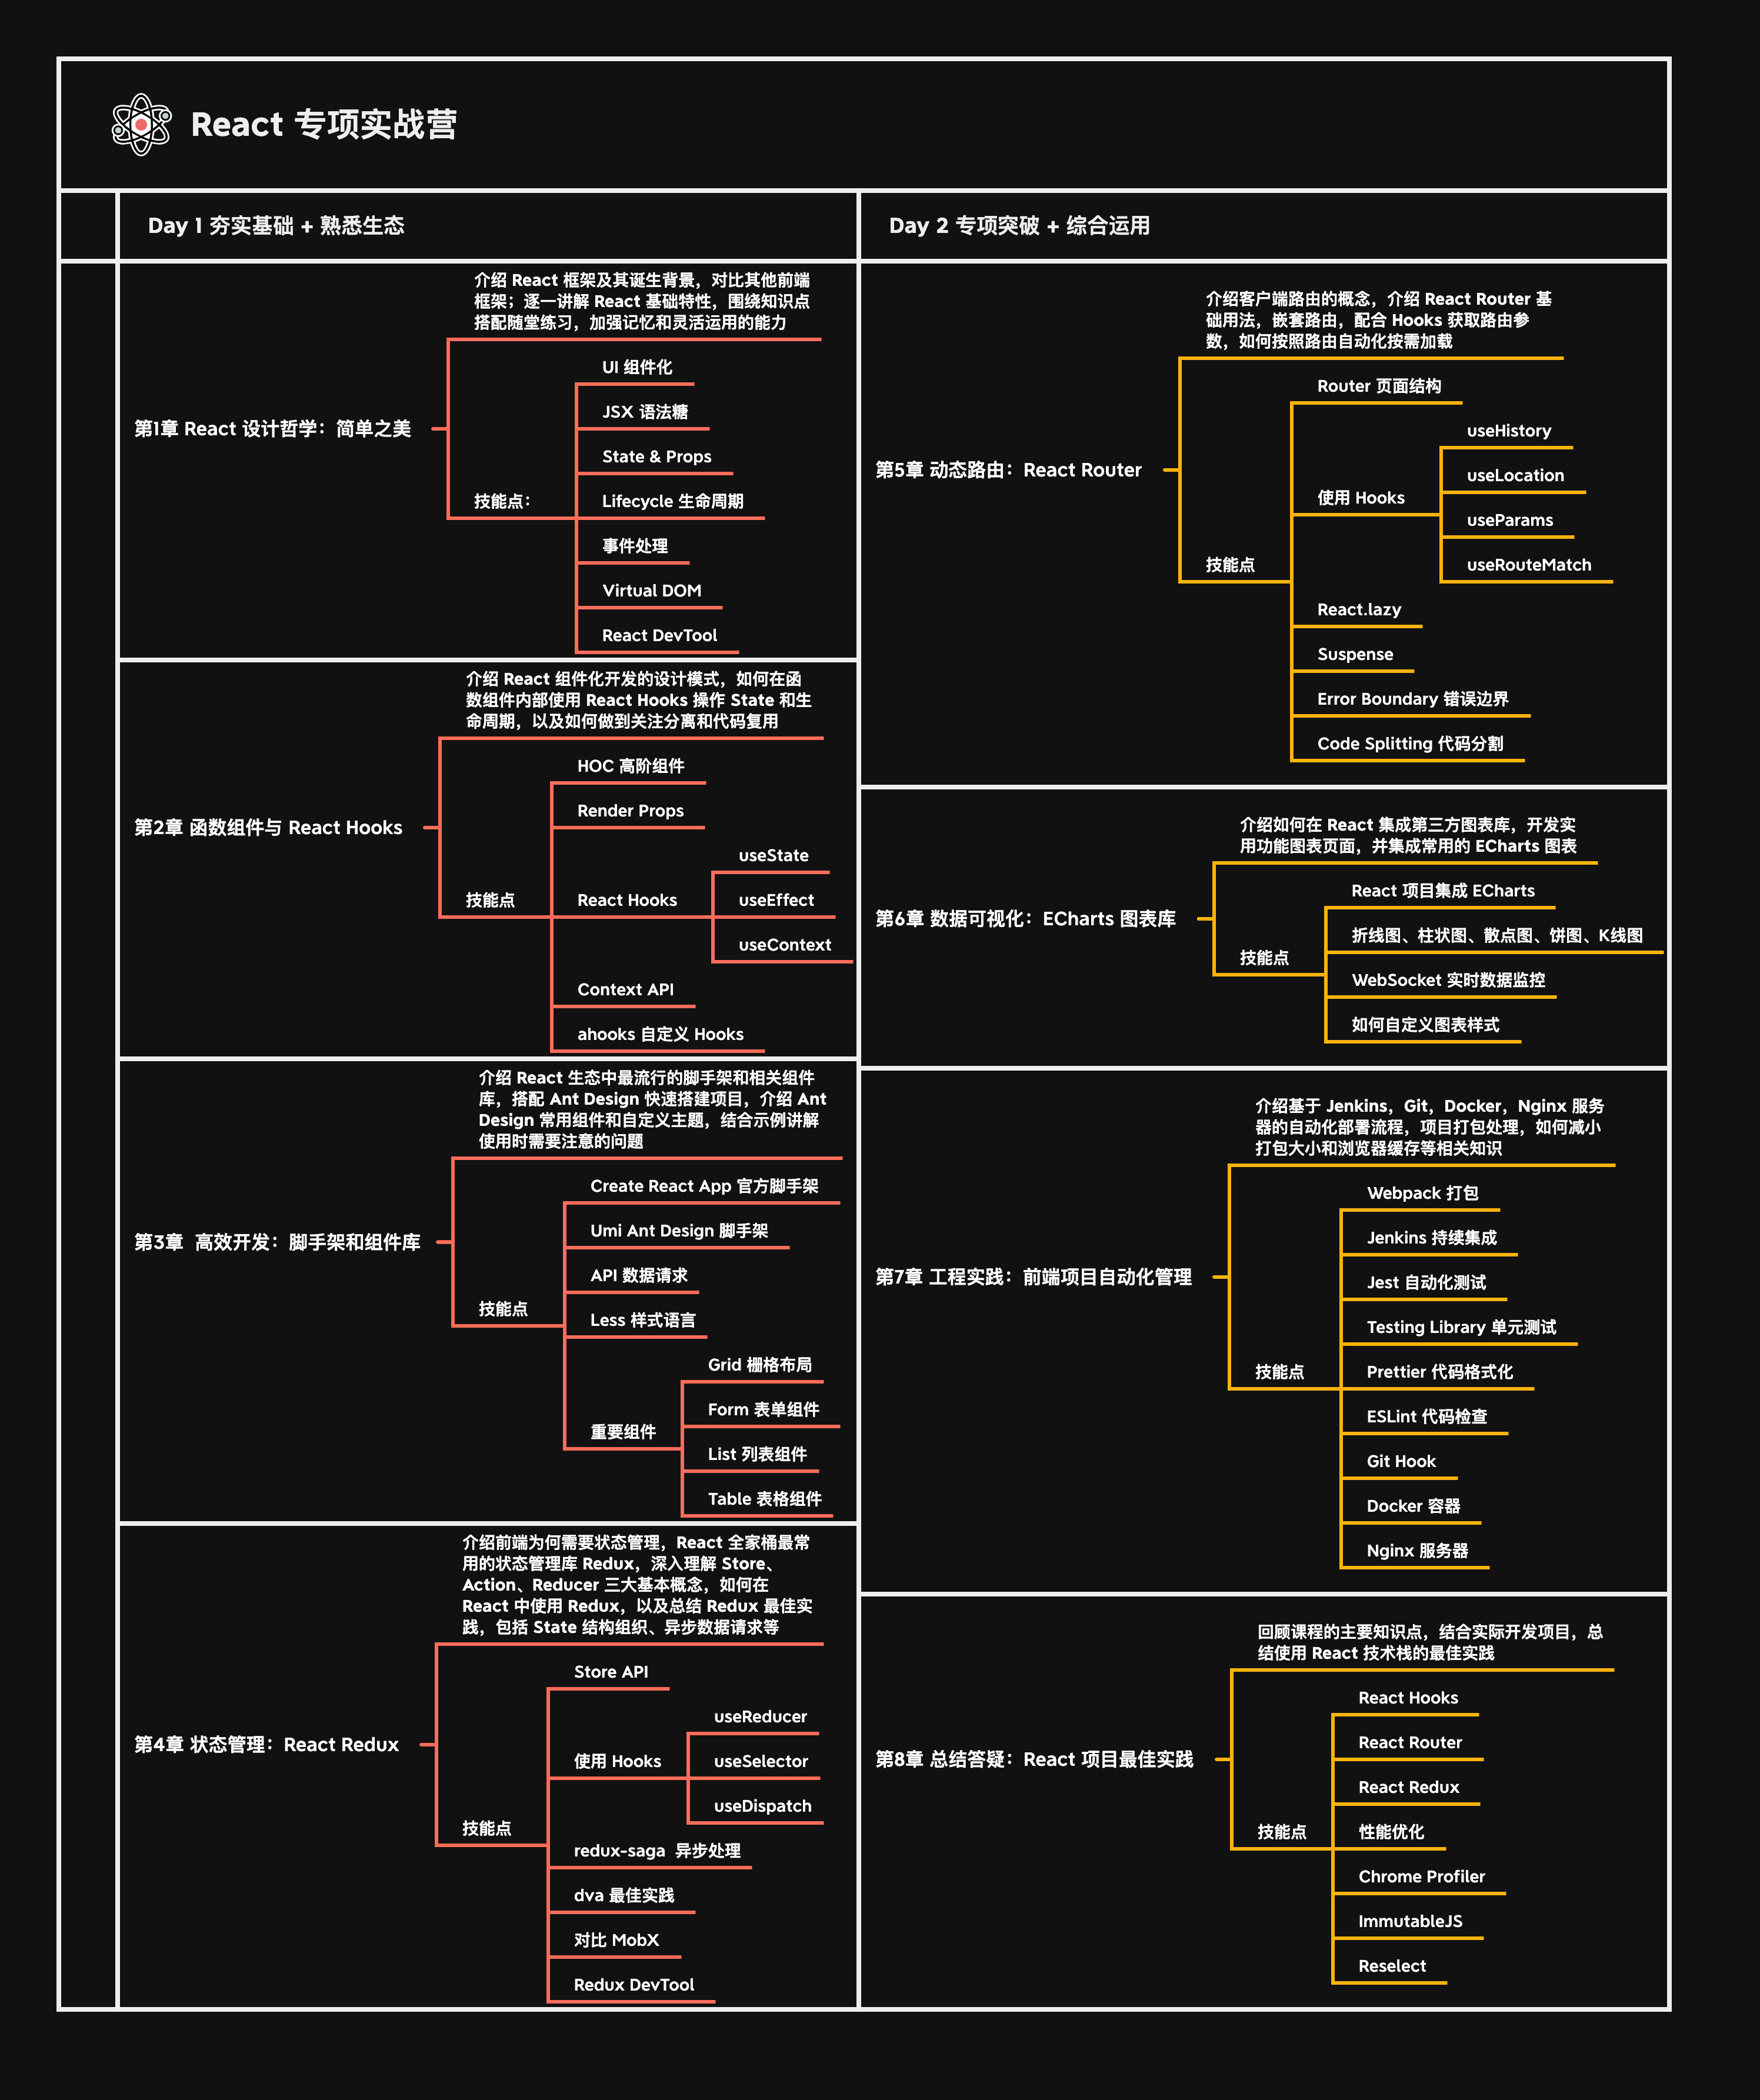 React 专项实战营
Day 1 夯实基础 + 熟悉生态
第1章 React 设计哲学：简单之美
介绍 React 框架及其诞生背景，对比其他前端
框架；逐一讲解 React 基础特性，围绕知识点
搭配随堂练习，加强记忆和灵活运用的能力
技能点：
UI 组件化
JSX 语法糖
State & Props
Lifecycle 生命周期
事件处理
Virtual DOM
React DevTool
第2章 函数组件与 React Hooks
介绍 React 组件化开发的设计模式，如何在函
数组件内部使用 React Hooks 操作 State 和生
命周期，以及如何做到关注分离和代码复用
技能点
HOC 高阶组件
Render Props
React Hooks
useState
useEffect
useContext
Context API
ahooks 自定义 Hooks
第3章 高效开发：脚手架和组件库
介绍 React 生态中最流行的脚手架和相关组件
库，搭配 Ant Design 快速搭建项目，介绍 Ant
Design 常用组件和自定义主题，结合示例讲解
使用时需要注意的问题
技能点
Create React App 官方脚手架
Umi Ant Design 脚手架
API 数据请求
Less 样式语言
重要组件
Grid 栅格布局
Form 表单组件
List 列表组件
Table 表格组件
第4章 状态管理：React Redux
介绍前端为何需要状态管理，React 全家桶最常
用的状态管理库 Redux，深入理解 Store、
Action、Reducer 三大基本概念，如何在
React 中使用 Redux，以及总结 Redux 最佳实
践，包括 State 结构组织、异步数据请求等
技能点
Store API
使用 Hooks
useReducer
useSelector
useDispatch
redux-saga 异步处理
dva 最佳实践
对比 MobX
Redux DevTool
Day 2 专项突破 + 综合运用
第5章 动态路由：React Router
介绍客户端路由的概念，介绍 React Router 基
础用法，嵌套路由，配合 Hooks 获取路由参
数，如何按照路由自动化按需加载
技能点
Router 页面结构
使用 Hooks
useHistory
useLocation
useParams
useRouteMatch
React.lazy
Suspense
Error Boundary 错误边界
Code Splitting 代码分割
第6章 数据可视化：ECharts 图表库
介绍如何在 React 集成第三方图表库，开发实
用功能图表页面，并集成常用的 ECharts 图表
技能点
React 项目集成 ECharts
折线图、柱状图、散点图、饼图、K线图
WebSocket 实时数据监控
如何自定义图表样式
第7章 工程实践：前端项目自动化管理
介绍基于 Jenkins，Git，Docker，Nginx 服务
器的自动化部署流程，项目打包处理，如何减小
打包大小和浏览器缓存等相关知识
技能点
Webpack 打包
Jenkins 持续集成
Jest 自动化测试
Testing Library 单元测试
Prettier 代码格式化
ESLint 代码检查
Git Hook
Docker 容器
Nginx 服务器
第8章 总结答疑：React 项目最佳实践
回顾课程的主要知识点，结合实际开发项目，总
结使用 React 技术栈的最佳实践
技能点
React Hooks
React Router
React Redux
性能优化
Chrome Profiler
ImmutableJS
Reselect